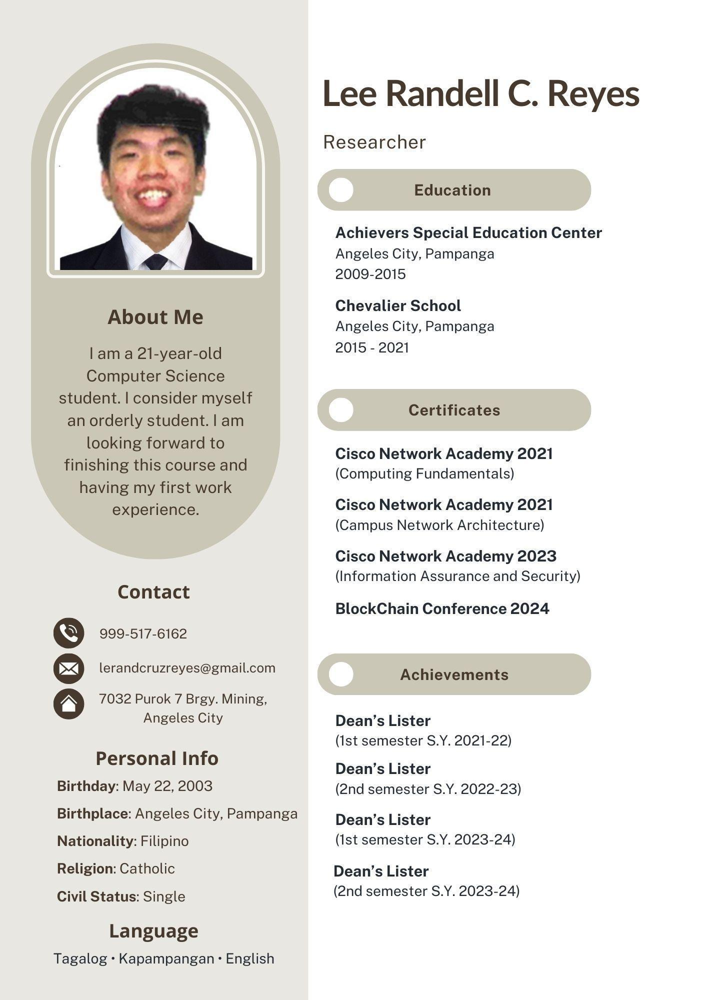 Lee Randell C. Reyes
Researcher
About Me
I am a 21-year-old
Computer Science
student. I consider myself
an orderly student. I am
looking forward to
finishing this course and
having my first work
experience.
Contact
999-517-6162
lerandcruzreyes@gmail.com
7032 Purok 7 Brgy. Mining,
Angeles City
Personal Info
Birthday: May 22, 2003
Birthplace: Angeles City, Pampanga
Nationality: Filipino
Religion: Catholic
Civil Status: Single
Language
Tagalog • Kapampangan • English
Education
Achievers Special Education Center
Angeles City, Pampanga
2009-2015
Chevalier School
Angeles City, Pampanga
2015 - 2021
Certificates
Cisco Network Academy 2021
(Computing Fundamentals)
Cisco Network Academy 2021
(Campus Network Architecture)
Cisco Network Academy 2023
(Information Assurance and Security)
BlockChain Conference 2024
Achievements
Dean’s Lister
(1st semester S.Y. 2021-22)
Dean’s Lister
(2nd semester S.Y. 2022-23)
Dean’s Lister
(1st semester S.Y. 2023-24)
Dean’s Lister
(2nd semester S.Y. 2023-24)